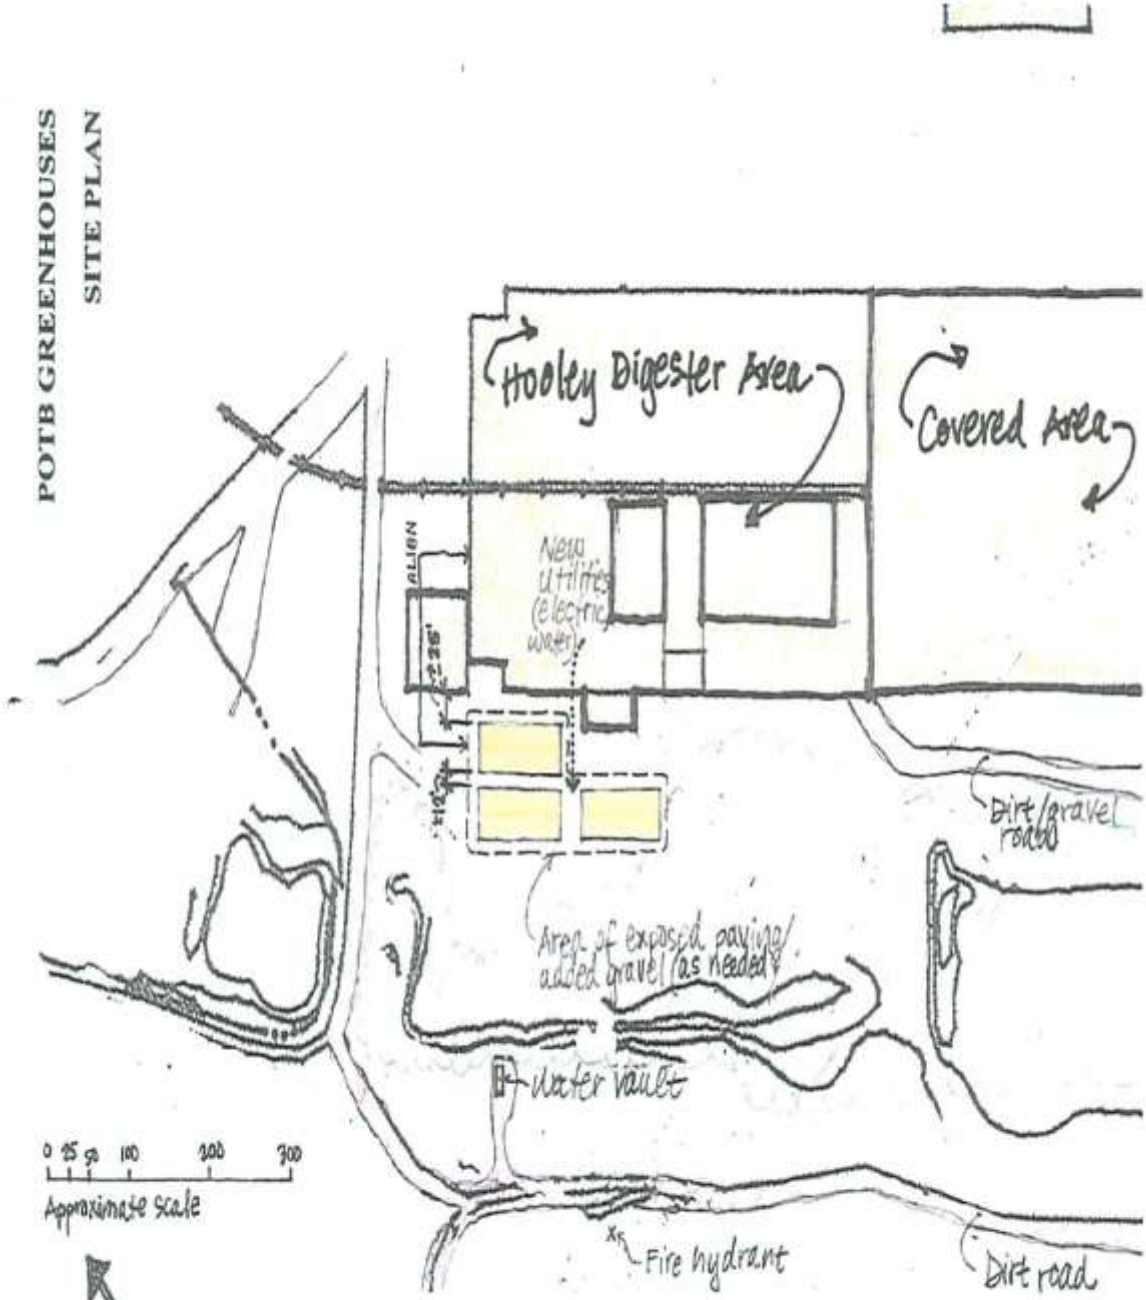 POTB GREENHOUSES
SITE PLAN
Hooley Digester Area
Covered Area
ALIGN
New
utilities
(electric,
water)
±25'
±12'
Dirt/gravel
road
Area of exposed paving/
added gravel (as needed)
Water vault
0 25 50 100 200 300
Approximate scale
Fire hydrant
Dirt road